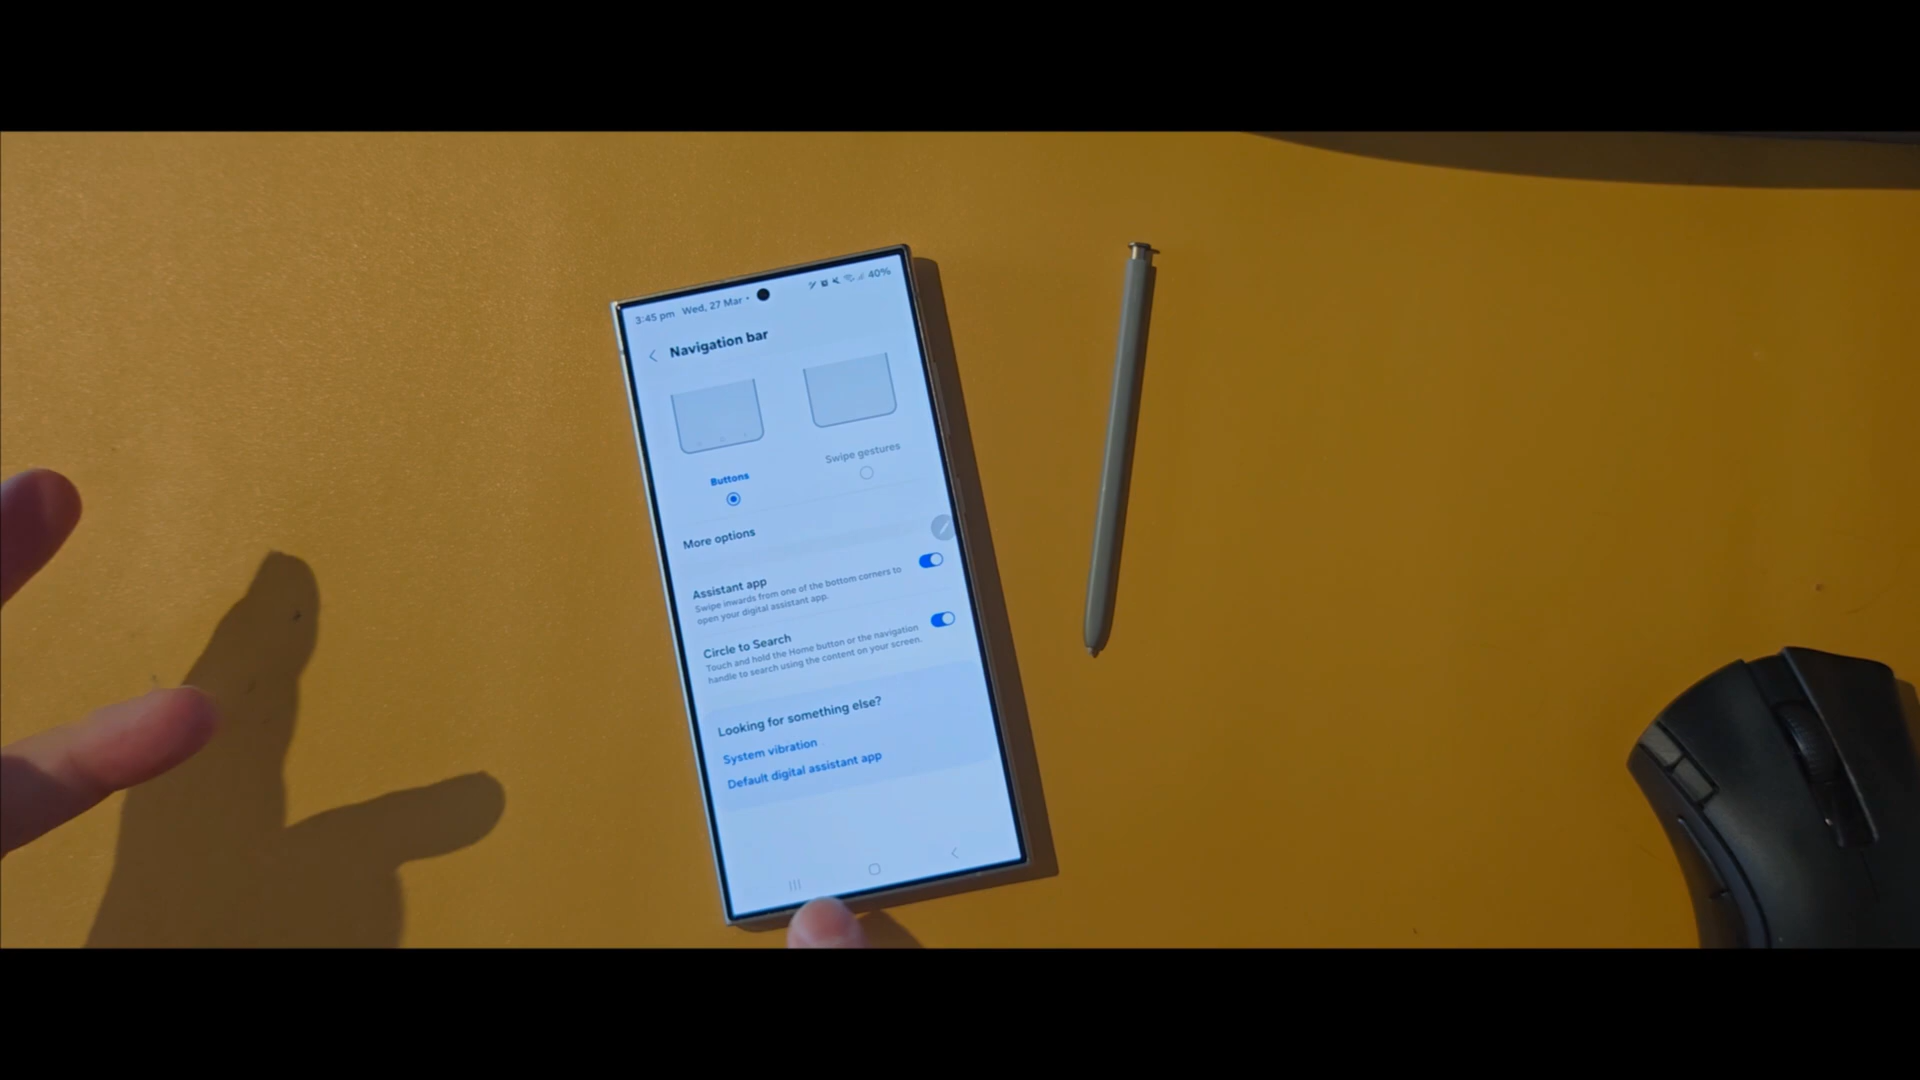 3:45 pm Wed, 27 Mar • 40%
Navigation bar
Buttons
Swipe gestures
More options
Assistant app
Swipe inwards from one of the bottom corners to
open your digital assistant app.
Circle to Search
Touch and hold the Home button or the navigation
handle to search using the content on your screen.
Looking for something else?
System vibration
Default digital assistant app